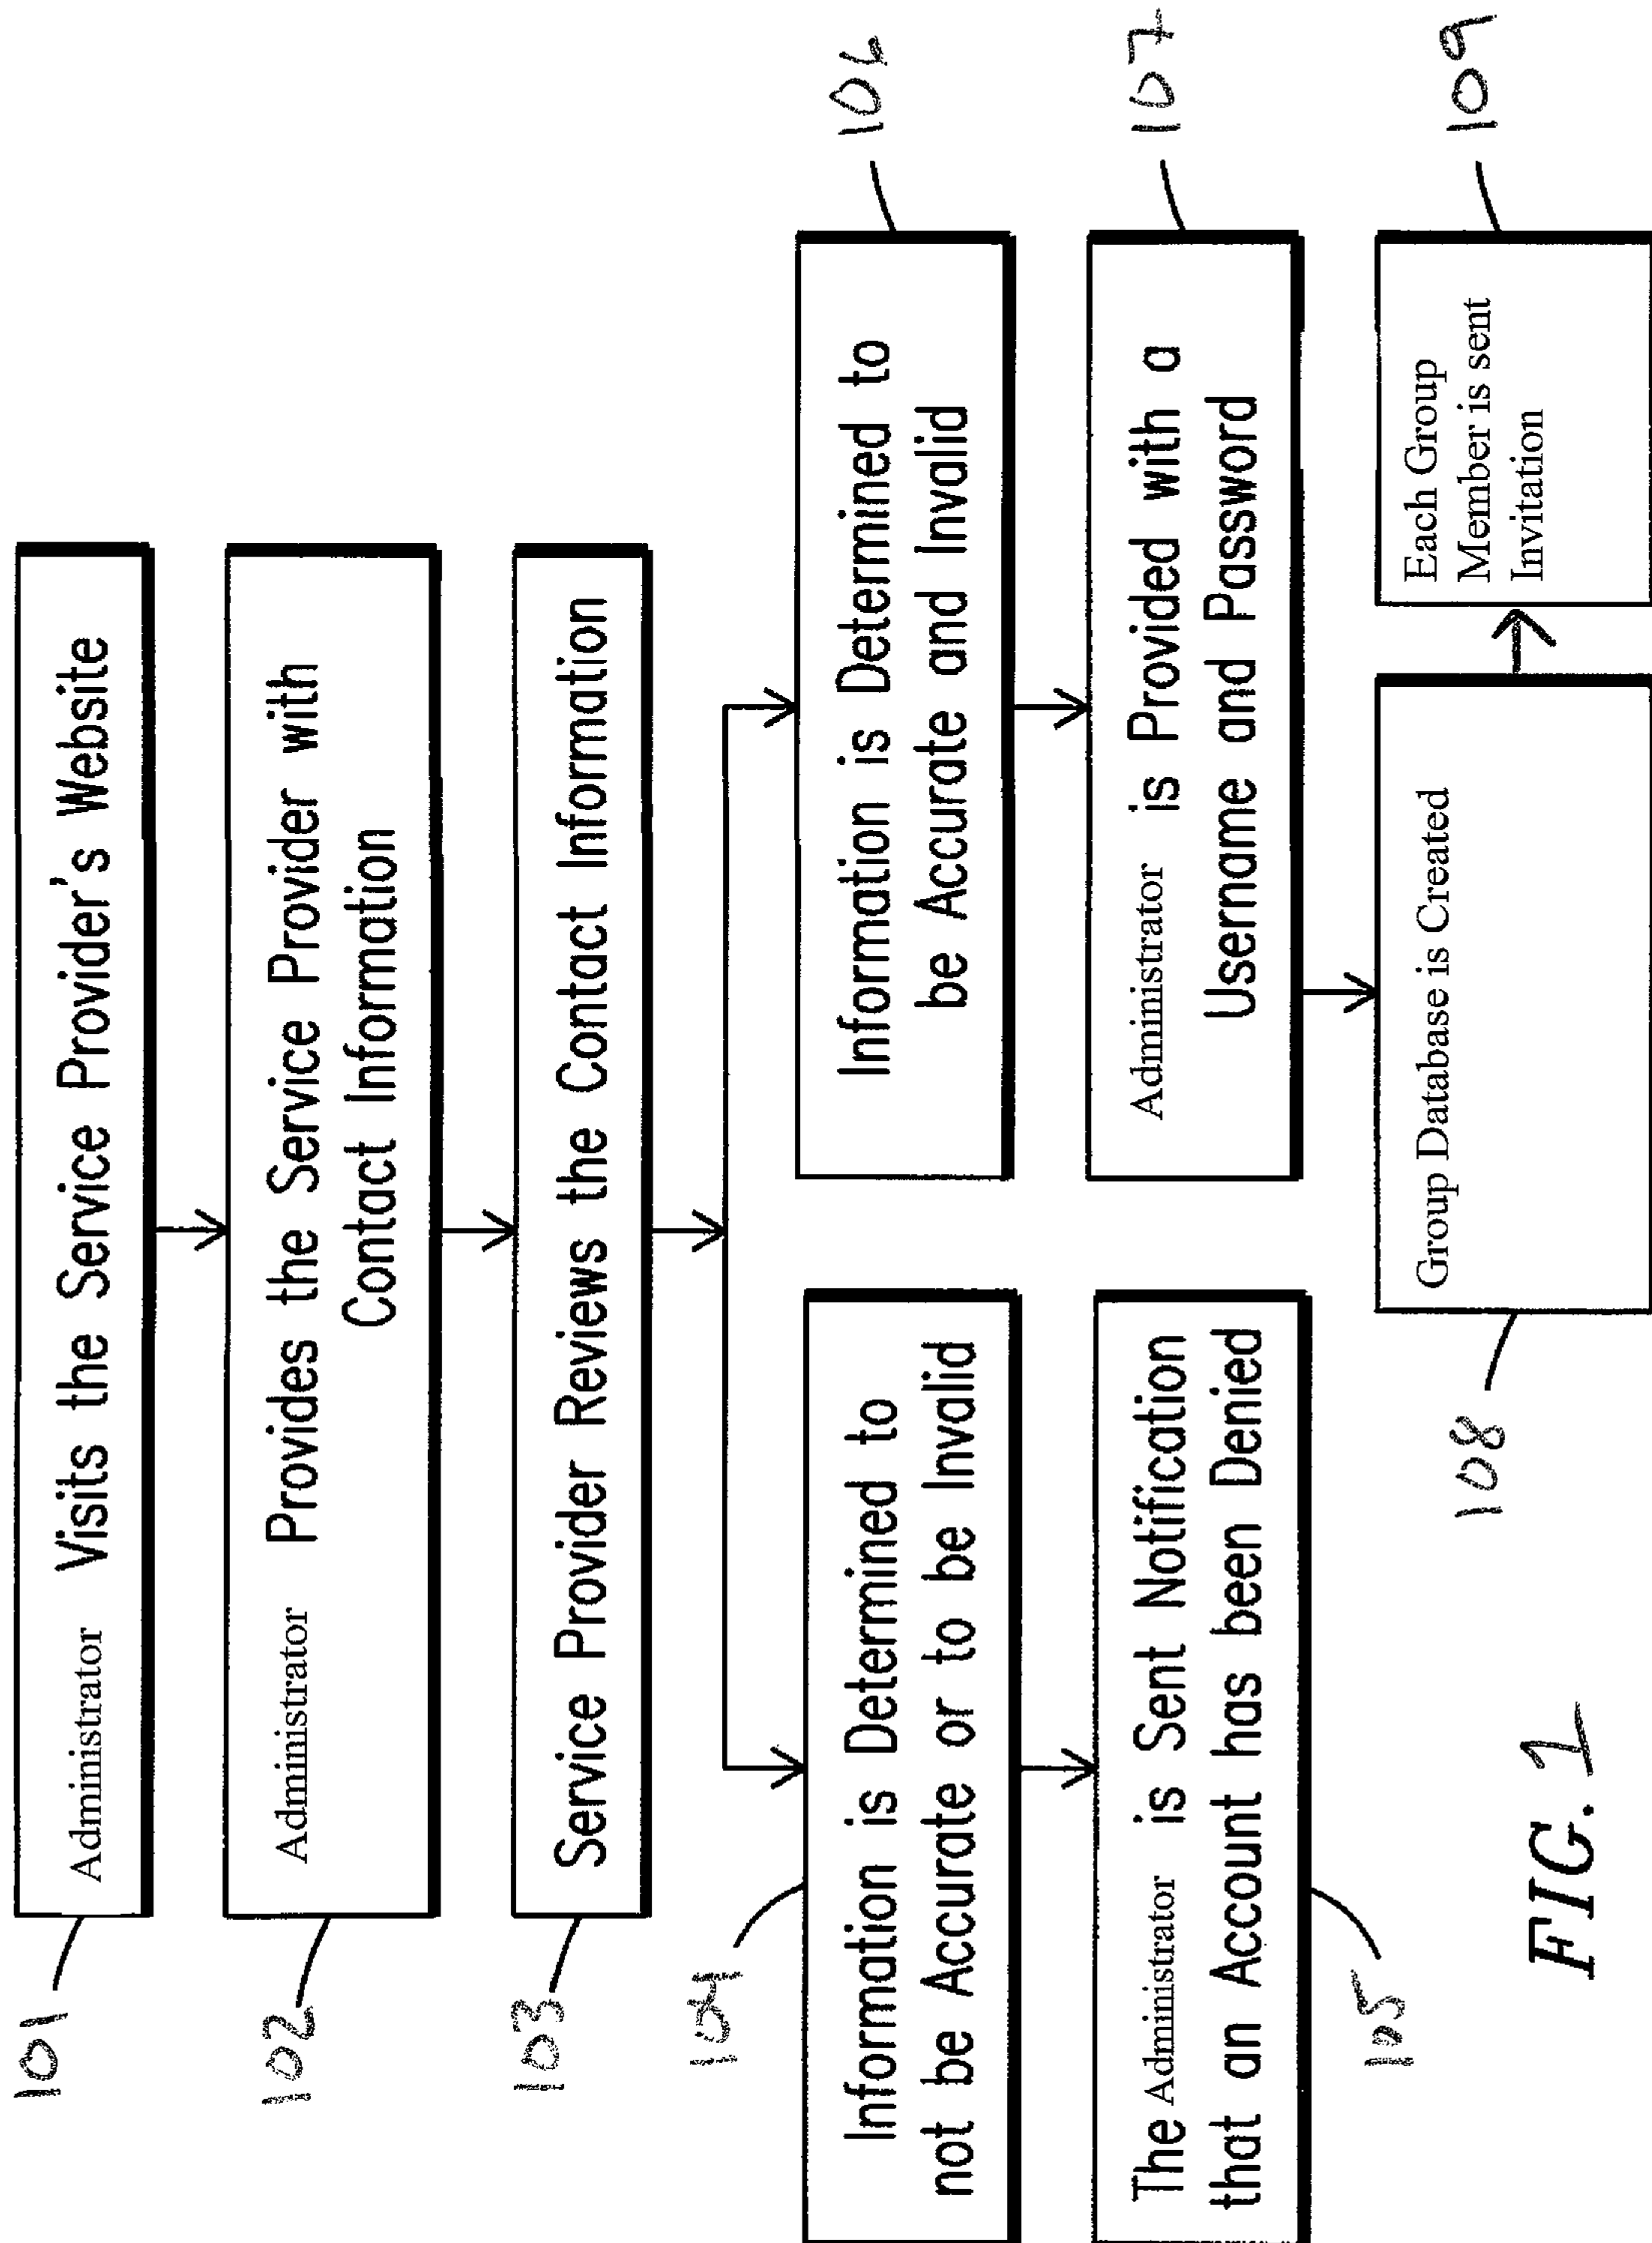 101
Administrator Visits the Service Provider's Website
102
Administrator Provides the Service Provider with
Contact Information
103
Service Provider Reviews the Contact Information
104
Information is Determined to
not be Accurate or to be Invalid
106
Information is Determined to
be Accurate and Invalid
105
The Administrator is Sent Notification
that an Account has been Denied
107
Administrator is Provided with a
Username and Password
108
Group Database is Created
109
Each Group
Member is sent
Invitation
FIG. 1